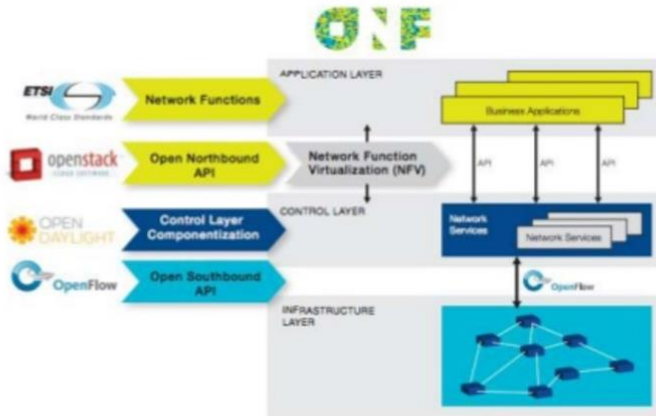 ONF
APPLICATION LAYER
ETSI
World Class Standards
Network Functions
Business Applications
openstack
CLOUD SOFTWARE
Open Northbound
API
Network Function
Virtualization (NFV)
API
API
API
CONTROL LAYER
OPEN
DAYLIGHT
Control Layer
Componentization
Network
Services
Network Services
OpenFlow
Open Southbound
API
OpenFlow
INFRASTRUCTURE
LAYER